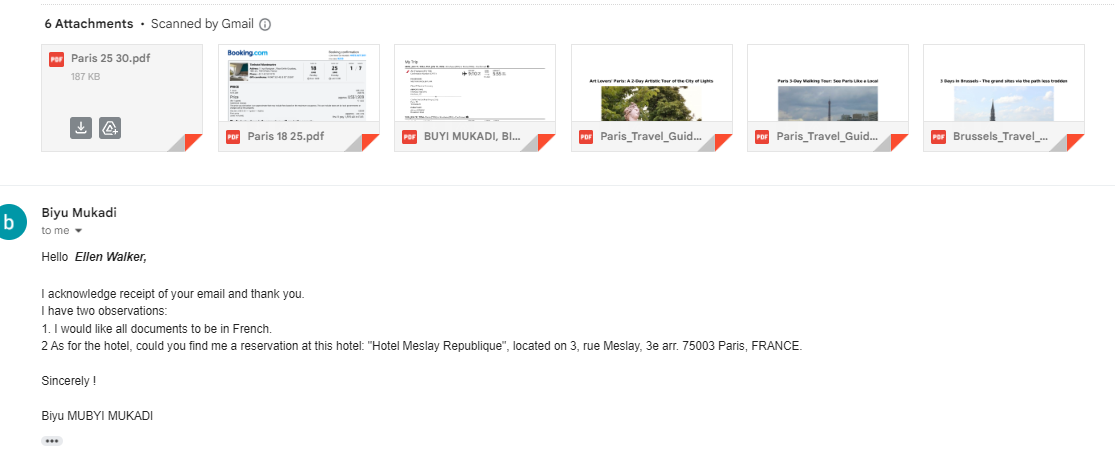 6 Attachments • Scanned by Gmail
Paris 25 30.pdf
187 KB
Booking.com
PDF Paris 18 25.pdf
My Trip
PDF BUYI MUKADI, BI...
Art Lovers' Paris: A 2-Day Artistic Tour of the City of Lights
PDF Paris_Travel_Guid...
Paris 3-Day Walking Tour: See Paris Like a Local
PDF Paris_Travel_Guid...
3 Days in Brussels - The grand sites via the path less trodden
PDF Brussels_Travel_...
b
Biyu Mukadi
to me
Hello Ellen Walker,
I acknowledge receipt of your email and thank you.
I have two observations:
1. I would like all documents to be in French.
2 As for the hotel, could you find me a reservation at this hotel: "Hotel Meslay Republique", located on 3, rue Meslay, 3e arr. 75003 Paris, FRANCE.
Sincerely !
Biyu MUBYI MUKADI